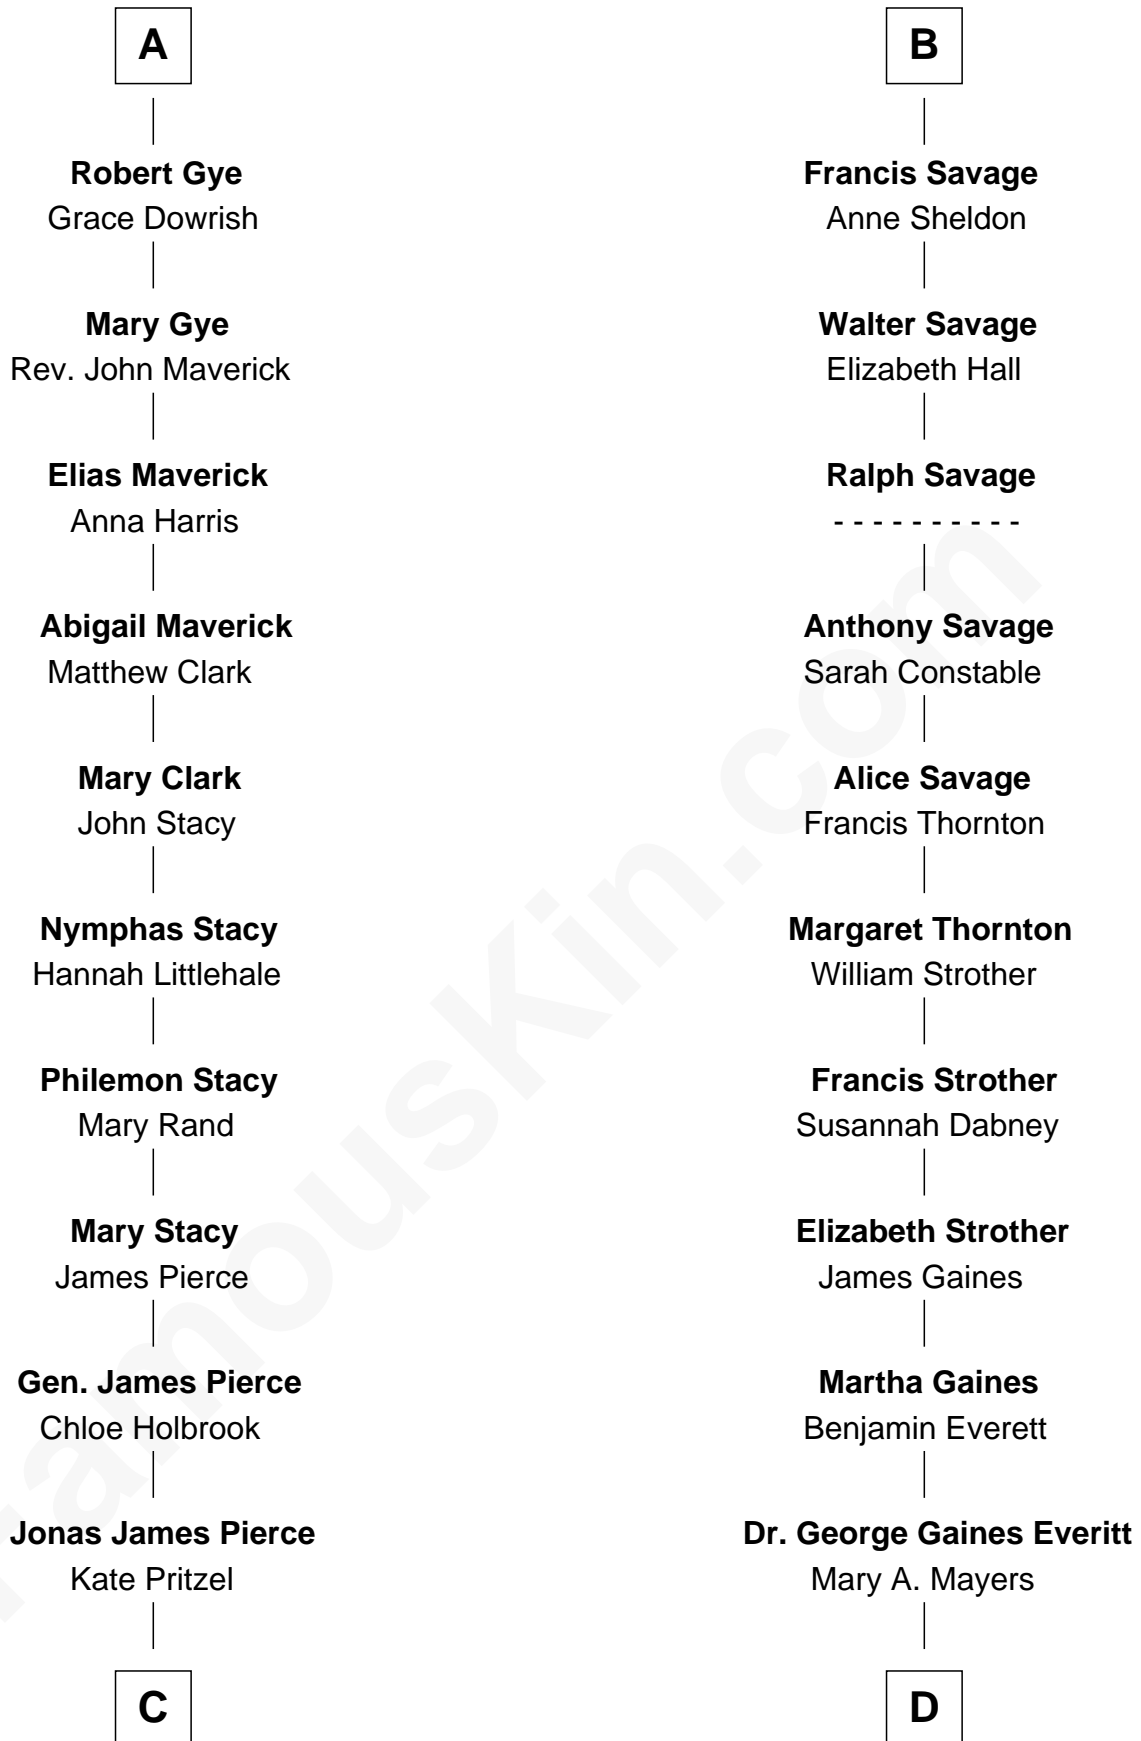 A
Robert Gye
Grace Dowrish
Mary Gye
Rev. John Maverick
Elias Maverick
Anna Harris
Abigail Maverick
Matthew Clark
Mary Clark
John Stacy
Nymphas Stacy
Hannah Littlehale
Philemon Stacy
Mary Rand
Mary Stacy
James Pierce
Gen. James Pierce
Chloe Holbrook
Jonas James Pierce
Kate Pritzel
C
B
Francis Savage
Anne Sheldon
Walter Savage
Elizabeth Hall
Ralph Savage
- - - - - - - - - -
Anthony Savage
Sarah Constable
Alice Savage
Francis Thornton
Margaret Thornton
William Strother
Francis Strother
Susannah Dabney
Elizabeth Strother
James Gaines
Martha Gaines
Benjamin Everett
Dr. George Gaines Everitt
Mary A. Mayers
D
FamousKin.com